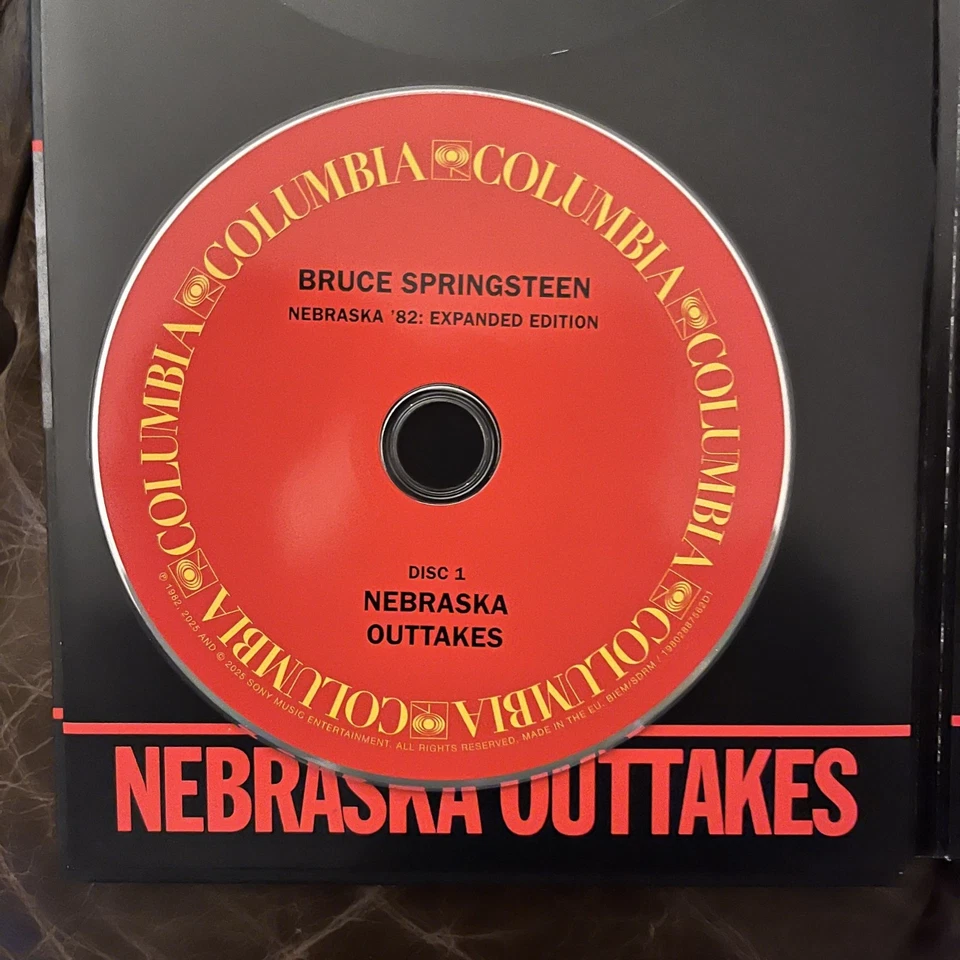 COLUMBIA COLUMBIA COLUMBIA COLUMBIA COLUMBIA COLUMBIA
BRUCE SPRINGSTEEN
NEBRASKA '82: EXPANDED EDITION
DISC 1
NEBRASKA
OUTTAKES
℗ 1982, 2025 AND © 2025 SONY MUSIC ENTERTAINMENT. ALL RIGHTS RESERVED. MADE IN THE EU. BIEM/SDRM /
NEBRASKA OUTTAKES